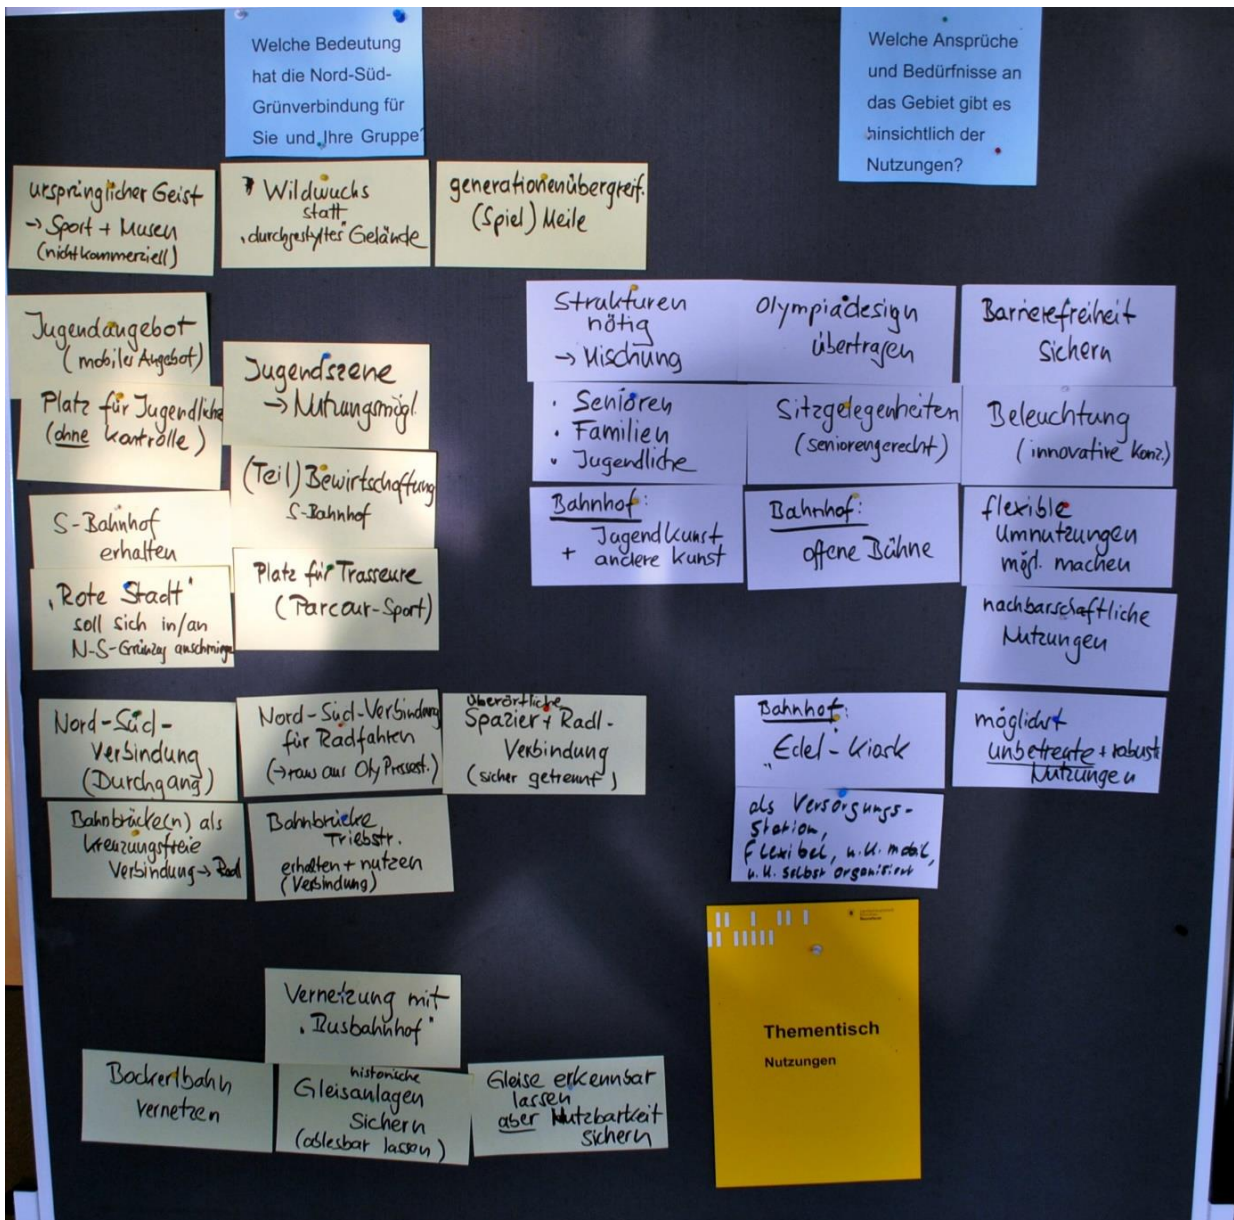 Welche Bedeutung
hat die Nord-Süd-
Grünverbindung für
Sie und Ihre Gruppe?
ursprünglicher Geist
→ Sport + Musen
(nicht kommerziell)
Wildwuchs
statt
"durchgestyltes" Gelände
generationenübergreif.
(Spiel) Meile
Jugendangebot
(mobiles Angebot)
Platz für Jugendliche
(ohne Kontrolle)
S-Bahnhof
erhalten
"Rote Stadt"
soll sich in/an
N-S-Grünzug anschmiegen
Jugendszene
→ Nutzungsmögl.
(Teil) Bewirtschaftung
S-Bahnhof
Platz für Trasseure
(Parcour-Sport)
Nord-Süd-
Verbindung
(Durchgang)
Bahnbrücke(n) als
kreuzungsfreie
Verbindung → Radl
Nord-Süd-Verbindung
für Radfahren
(→ raus aus Oly Pressest.)
Bahnbrücke
Triebstr.
erhalten + nutzen
(Verbindung)
überörtliche
Spazier + Radl-
Verbindung
(sicher getrennt)
Vernetzung mit
"Busbahnhof"
Bockerlbahn
vernetzen
historische
Gleisanlagen
Sichern
(ablesbar lassen)
Gleise erkennbar
lassen
aber Nutzbarkeit
sichern
Welche Ansprüche
und Bedürfnisse an
das Gebiet gibt es
hinsichtlich der
Nutzungen?
Strukturen
nötig
→ Mischung
· Senioren
· Familien
· Jugendliche
Bahnhof:
Jugendkunst
+ andere Kunst
Olympiadesign
übertragen
Sitzgelegenheiten
(seniorengerecht)
Bahnhof:
offene Bühne
Barrierefreiheit
sichern
Beleuchtung
(innovative Konz.)
flexible
Umnutzungen
mögl. machen
nachbarschaftliche
Nutzungen
Bahnhof:
"Edel-Kiosk
als Versorgungs-
station,
flexibel, u.U. mobil,
u.U. selbst organisiert
möglichst
unbetreute + robuste
Nutzungen
Thementisch
Nutzungen